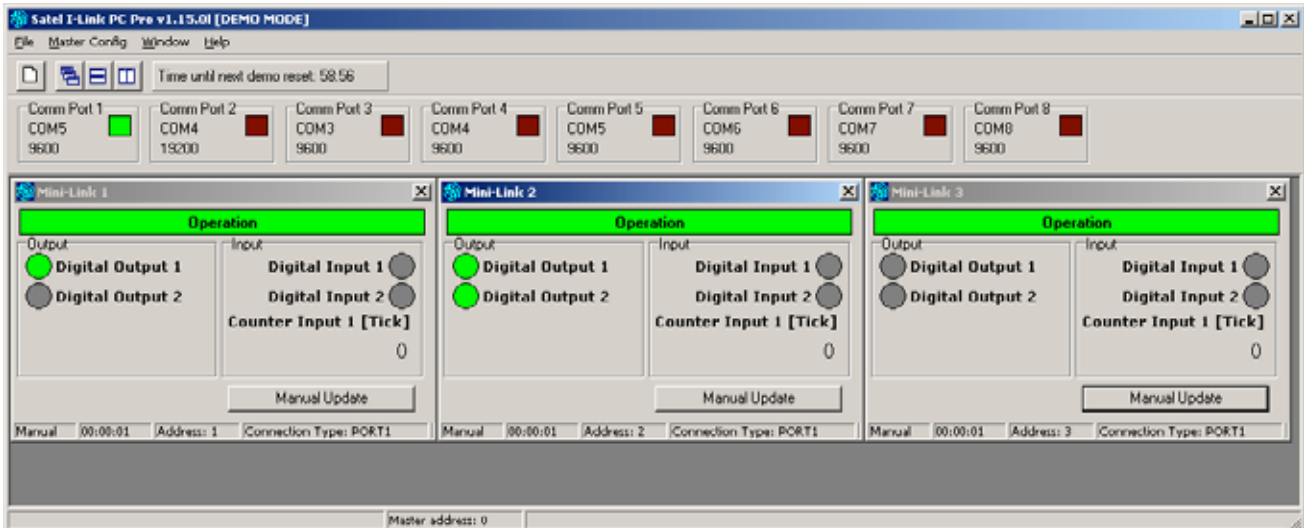 Satel I-Link PC Pro v1.15.0l [DEMO MODE]
File Master Config Window Help
Time until next demo reset: 58:56
Comm Port 1 Comm Port 2 Comm Port 3 Comm Port 4 Comm Port 5 Comm Port 6 Comm Port 7 Comm Port 8
COM5 COM4 COM3 COM4 COM5 COM6 COM7 COM8
9600 19200 9600 9600 9600 9600 9600 9600
Mini-Link 1
Operation
Output Input
Digital Output 1 Digital Input 1
Digital Output 2 Digital Input 2
Counter Input 1 [Tick]
0
Manual Update
Manual 00:00:01 Address: 1 Connection Type: PORT1
Mini-Link 2
Operation
Output Input
Digital Output 1 Digital Input 1
Digital Output 2 Digital Input 2
Counter Input 1 [Tick]
0
Manual Update
Manual 00:00:01 Address: 2 Connection Type: PORT1
Mini-Link 3
Operation
Output Input
Digital Output 1 Digital Input 1
Digital Output 2 Digital Input 2
Counter Input 1 [Tick]
0
Manual Update
Manual 00:00:01 Address: 3 Connection Type: PORT1
Master address: 0